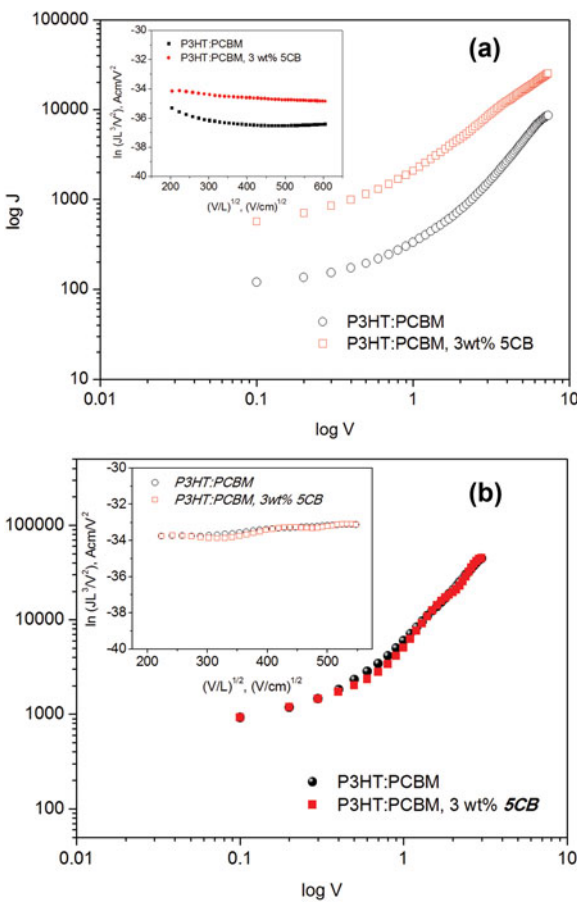 (a)
-30
-32
-34
-36
-38
-40
ln (JL³/V²), Acm/V²
P3HT:PCBM
P3HT:PCBM, 3 wt% 5CB
200 300 400 500 600
(V/L)^1/2, (V/cm)^1/2
100000
10000
1000
100
10
log J
P3HT:PCBM
P3HT:PCBM, 3wt% 5CB
0.01 0.1 1 10
log V
(b)
-30
-32
-34
-36
-38
-40
ln (JL³/V²), Acm/V²
P3HT:PCBM
P3HT:PCBM, 3wt% 5CB
200 300 400 500
(V/L)^1/2, (V/cm)^1/2
100000
10000
1000
100
P3HT:PCBM
P3HT:PCBM, 3 wt% 5CB
0.01 0.1 1 10
log V